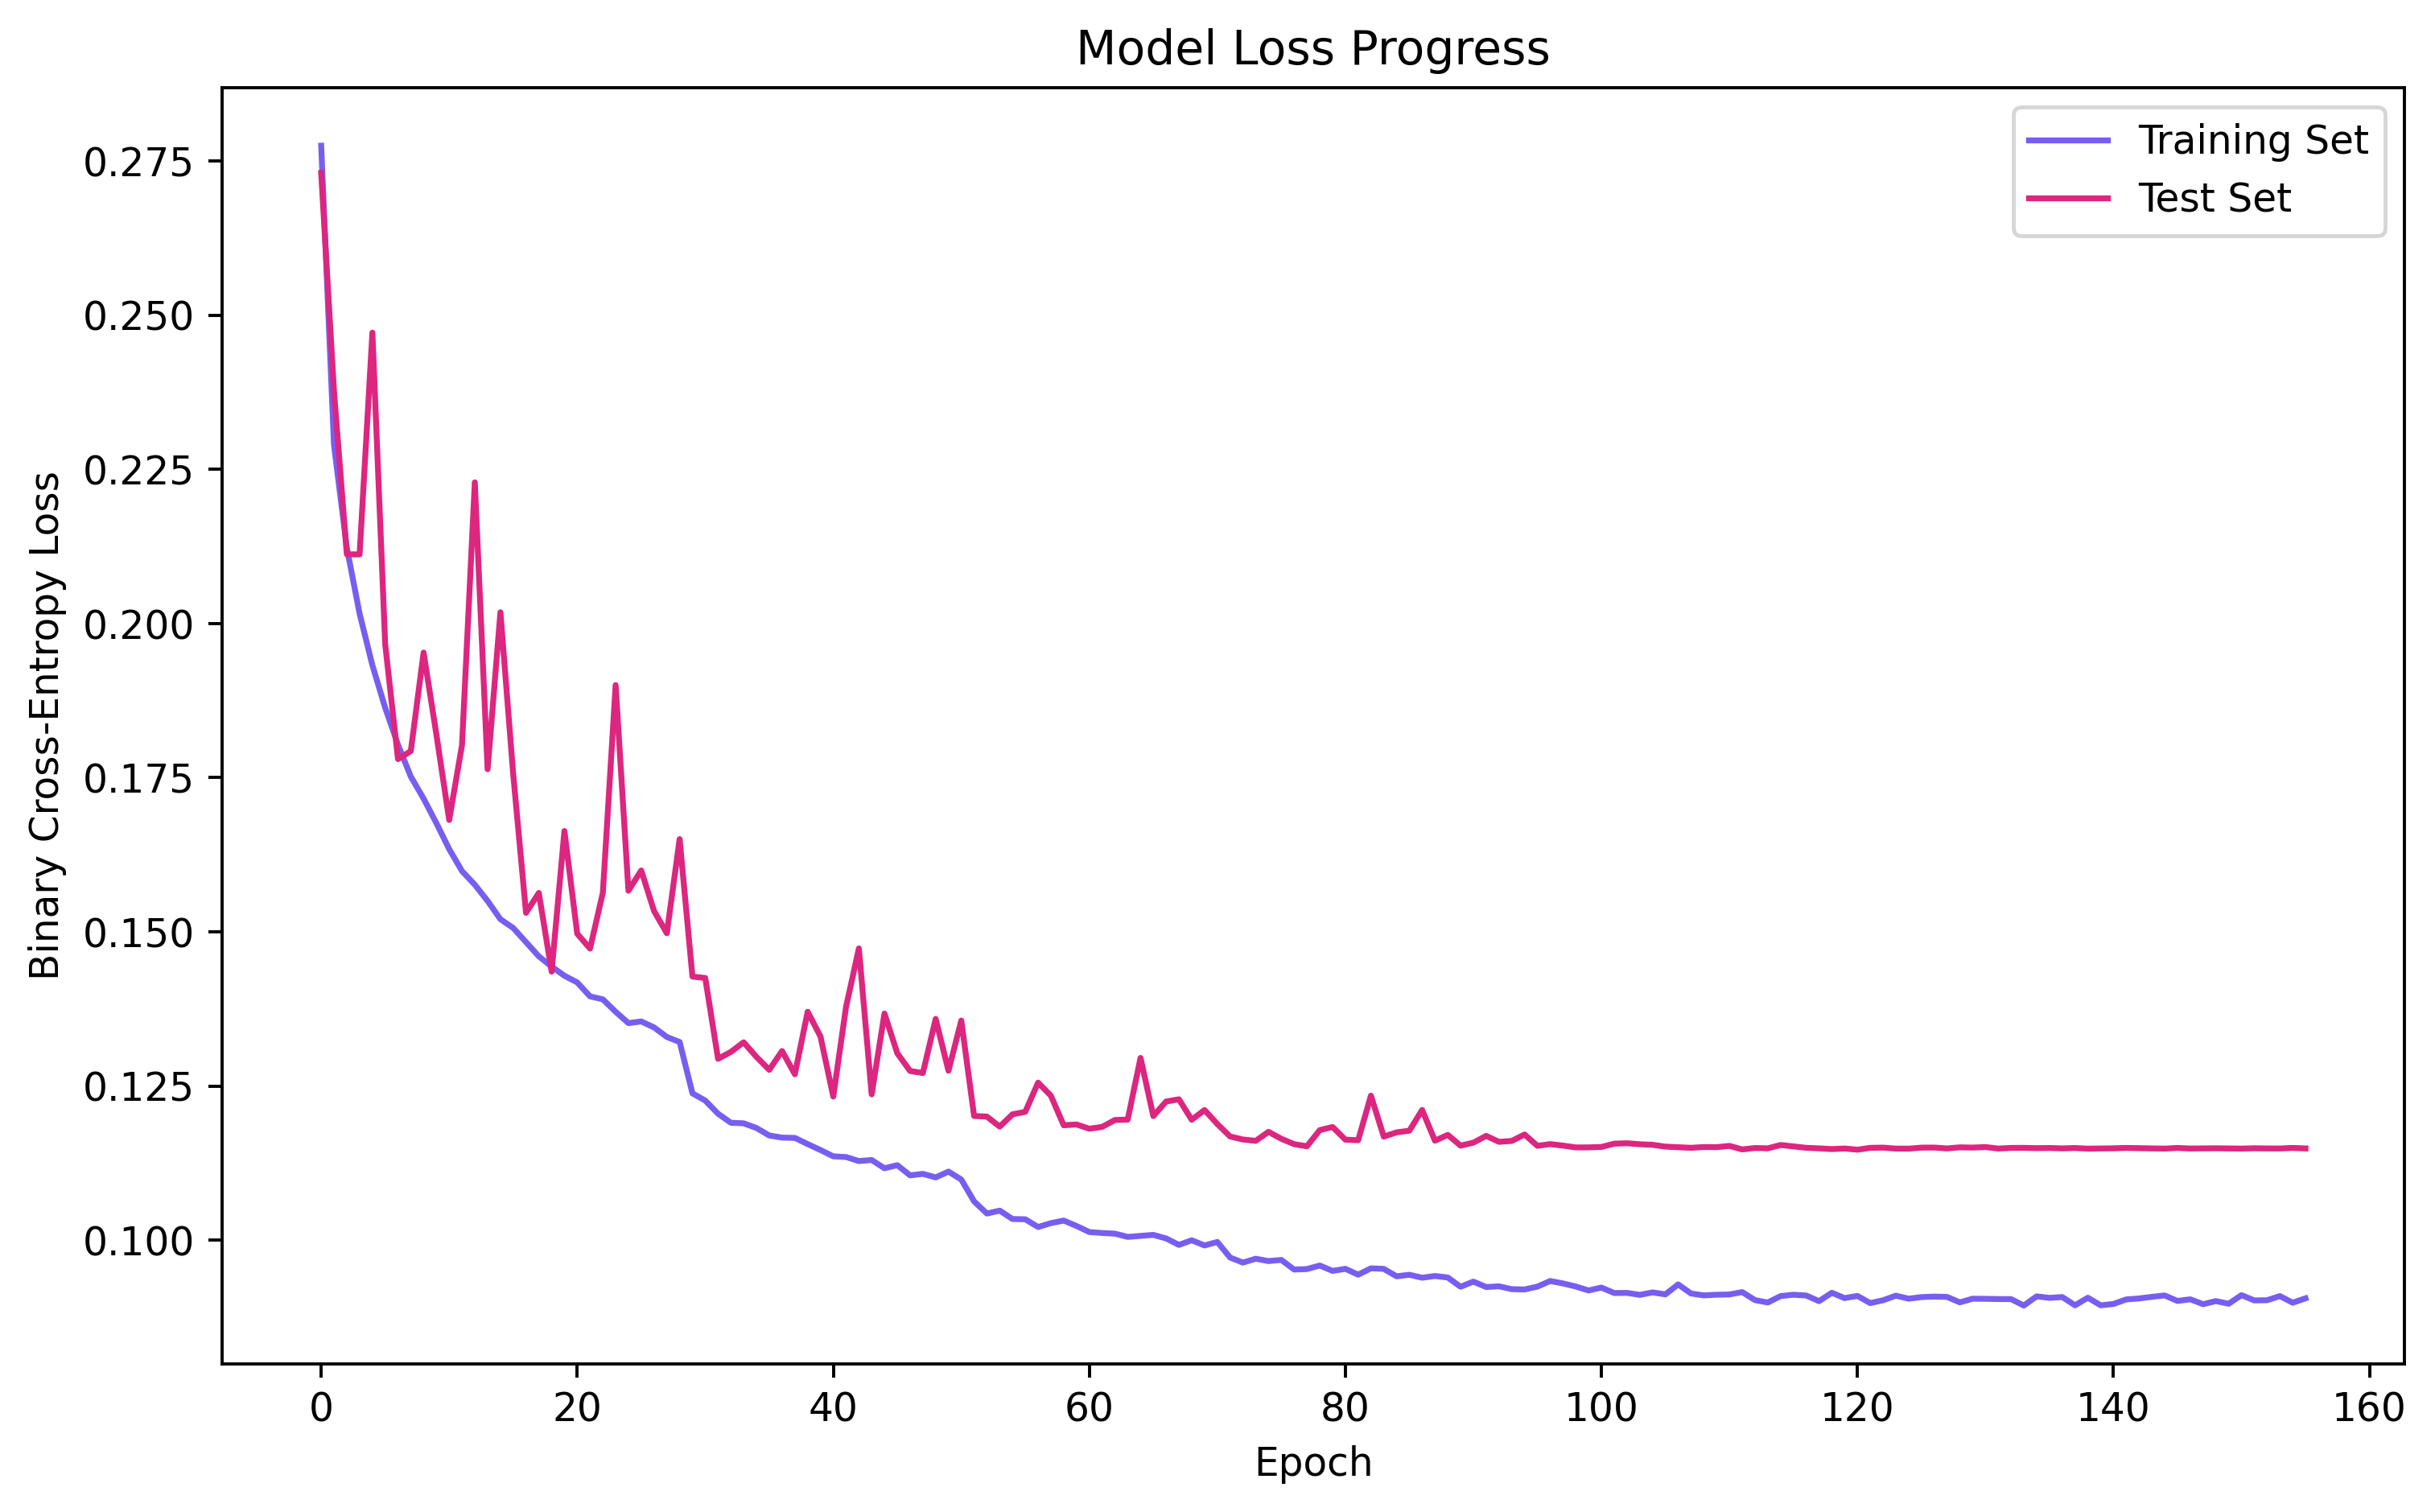 Model Loss Progress
Training Set
Test Set
Binary Cross-Entropy Loss
0.275
0.250
0.225
0.200
0.175
0.150
0.125
0.100
0 20 40 60 80 100 120 140 160
Epoch